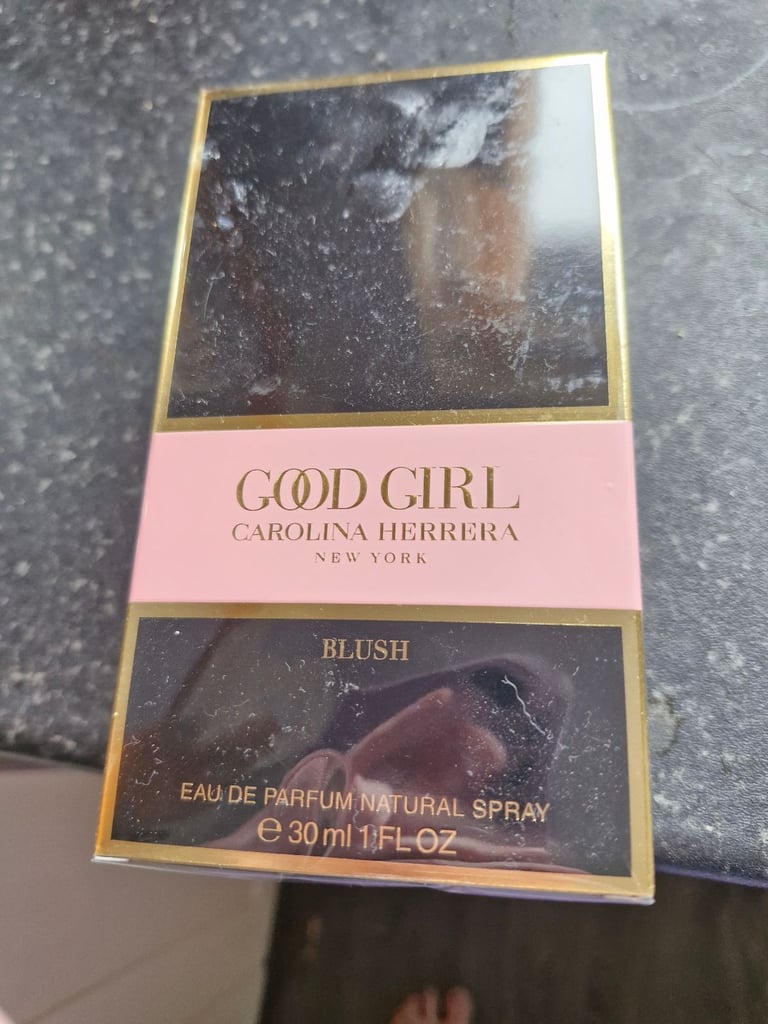 GOOD GIRL
CAROLINA HERRERA
NEW YORK
BLUSH
EAU DE PARFUM NATURAL SPRAY
℮ 30 ml 1 FL OZ